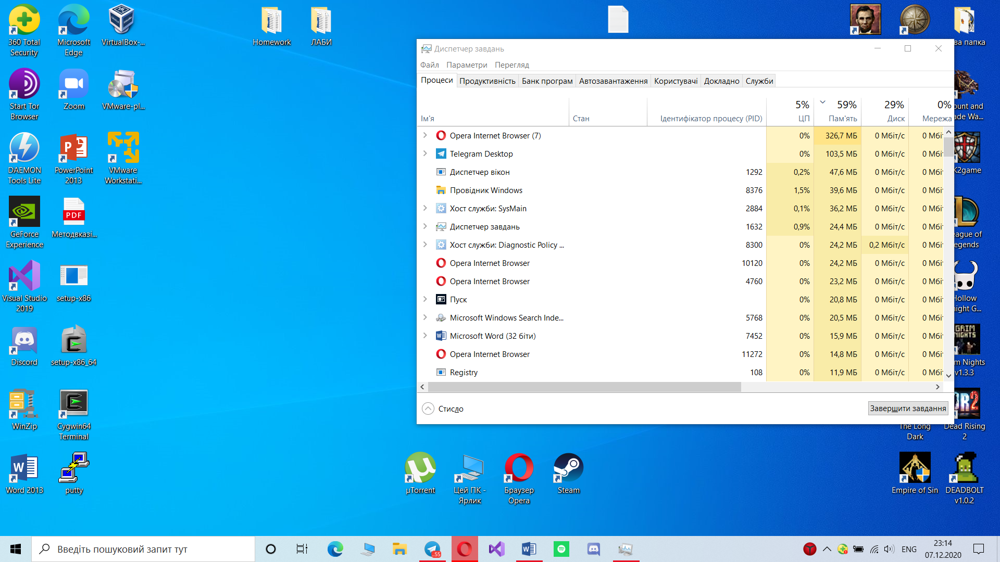 360 Total
Security
Microsoft
Edge
VirtualBox-...
Homework
ЛАБИ
ва папка
Start Tor
Browser
Zoom
VMware-pl...
ount and
ade Wa...
DAEMON
Tools Lite
PowerPoint
2013
VMware
Workstati...
K2game
GeForce
Experience
PDF
Методвказі...
ague of
egends
Visual Studio
2019
setup-x86
Hollow
night G...
Discord
setup-x86_64
GRIM
NIGHTS
m Nights
v1.3.3
WinZip
Cygwin64
Terminal
The Long
Dark
Dead Rising
2
Word 2013
putty
µTorrent
Цей ПК -
Ярлик
Браузер
Opera
Steam
Empire of Sin
DEADBOLT
v1.0.2
Диспетчер завдань
Файл Параметри Перегляд
Процеси Продуктивність Банк програм Автозавантаження Користувачі Докладно Служби
5% 59% 29% 0%
Ім'я Стан Ідентифікатор процесу (PID) ЦП Пам'ять Диск Мережа
Opera Internet Browser (7) 0% 326,7 МБ 0 Мбіт/с 0 Мбі
Telegram Desktop 0% 103,5 МБ 0 Мбіт/с 0 Мбі
Диспетчер вікон 1292 0,2% 47,6 МБ 0 Мбіт/с 0 Мбі
Провідник Windows 8376 1,5% 39,6 МБ 0 Мбіт/с 0 Мбі
Хост служби: SysMain 2884 0,1% 36,2 МБ 0 Мбіт/с 0 Мбі
Диспетчер завдань 1632 0,9% 24,4 МБ 0 Мбіт/с 0 Мбі
Хост служби: Diagnostic Policy ... 8300 0% 24,2 МБ 0,2 Мбіт/с 0 Мбі
Opera Internet Browser 10120 0% 24,2 МБ 0 Мбіт/с 0 Мбі
Opera Internet Browser 4760 0% 23,2 МБ 0 Мбіт/с 0 Мбі
Пуск 0% 20,8 МБ 0 Мбіт/с 0 Мбі
Microsoft Windows Search Inde... 5768 0% 20,5 МБ 0 Мбіт/с 0 Мбі
Microsoft Word (32 біти) 7452 0% 15,9 МБ 0 Мбіт/с 0 Мбі
Opera Internet Browser 11272 0% 14,8 МБ 0 Мбіт/с 0 Мбі
Registry 108 0% 11,9 МБ 0 Мбіт/с 0 Мбі
Стисло
Завершити завдання
Введіть пошуковий запит тут
..55
ENG
23:14
07.12.2020